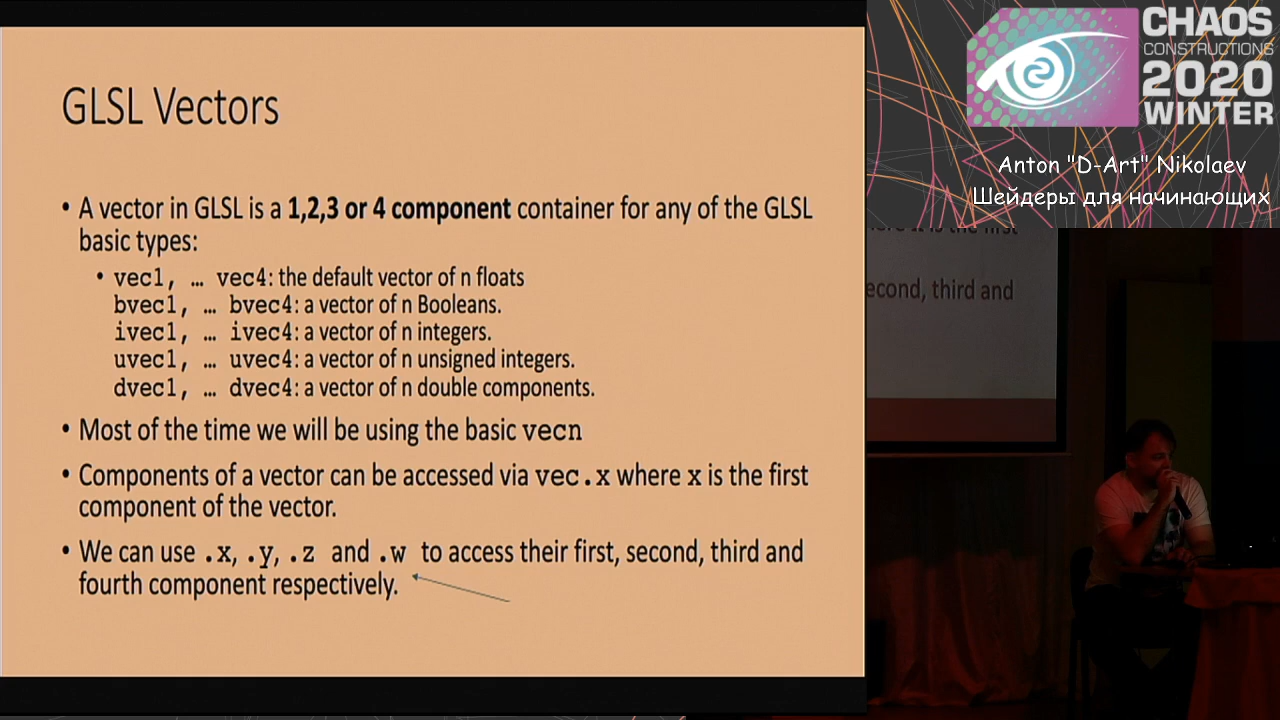 GLSL Vectors
• A vector in GLSL is a 1,2,3 or 4 component container for any of the GLSL
basic types:
• vec1, … vec4: the default vector of n floats
bvec1, … bvec4: a vector of n Booleans.
ivec1, … ivec4: a vector of n integers.
uvec1, … uvec4: a vector of n unsigned integers.
dvec1, … dvec4: a vector of n double components.
• Most of the time we will be using the basic vecn
• Components of a vector can be accessed via vec.x where x is the first
component of the vector.
• We can use .x, .y, .z and .w to access their first, second, third and
fourth component respectively.
CHAOS
CONSTRUCTIONS
2020
WINTER
Anton "D-Art" Nikolaev
Шейдеры для начинающих
is the first
third and